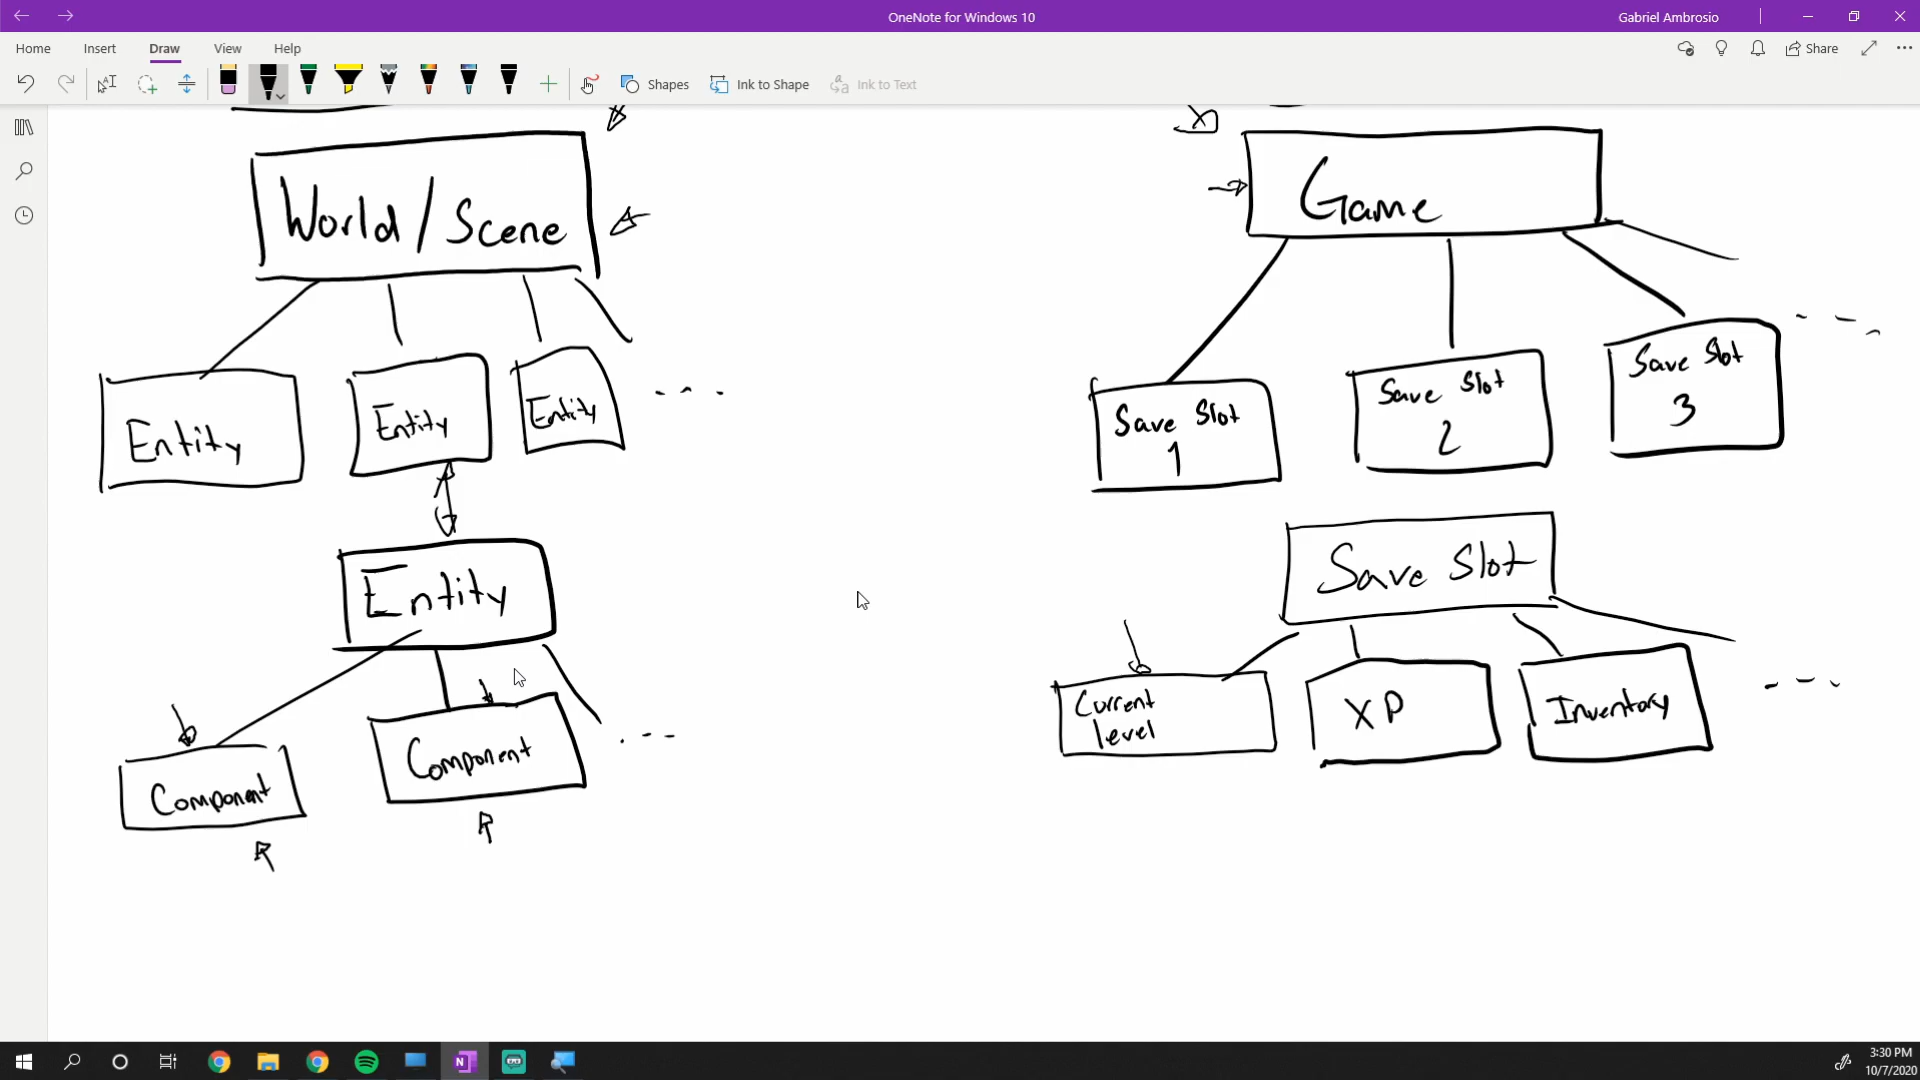 OneNote for Windows 10
Gabriel Ambrosio
Home
Insert
Draw
View
Help
Share
Shapes
Ink to Shape
Ink to Text
World/Scene
Entity
Entity
Entity
Entity
Component
Component
Game
Save Slot
1
Save Slot
2
Save Slot
3
Save Slot
Current
level
XP
Inventory
3:30 PM
10/7/2020